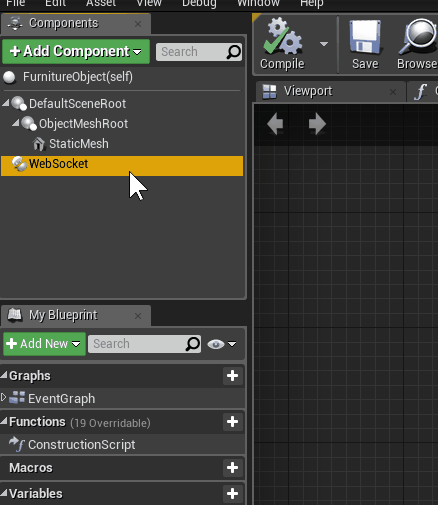 File Edit Asset View Debug Window Help
Components
Add Component
Search
FurnitureObject(self)
DefaultSceneRoot
ObjectMeshRoot
StaticMesh
WebSocket
Compile Save Browse
Viewport
My Blueprint
Add New
Search
Graphs
EventGraph
Functions (19 Overridable)
ConstructionScript
Macros
Variables